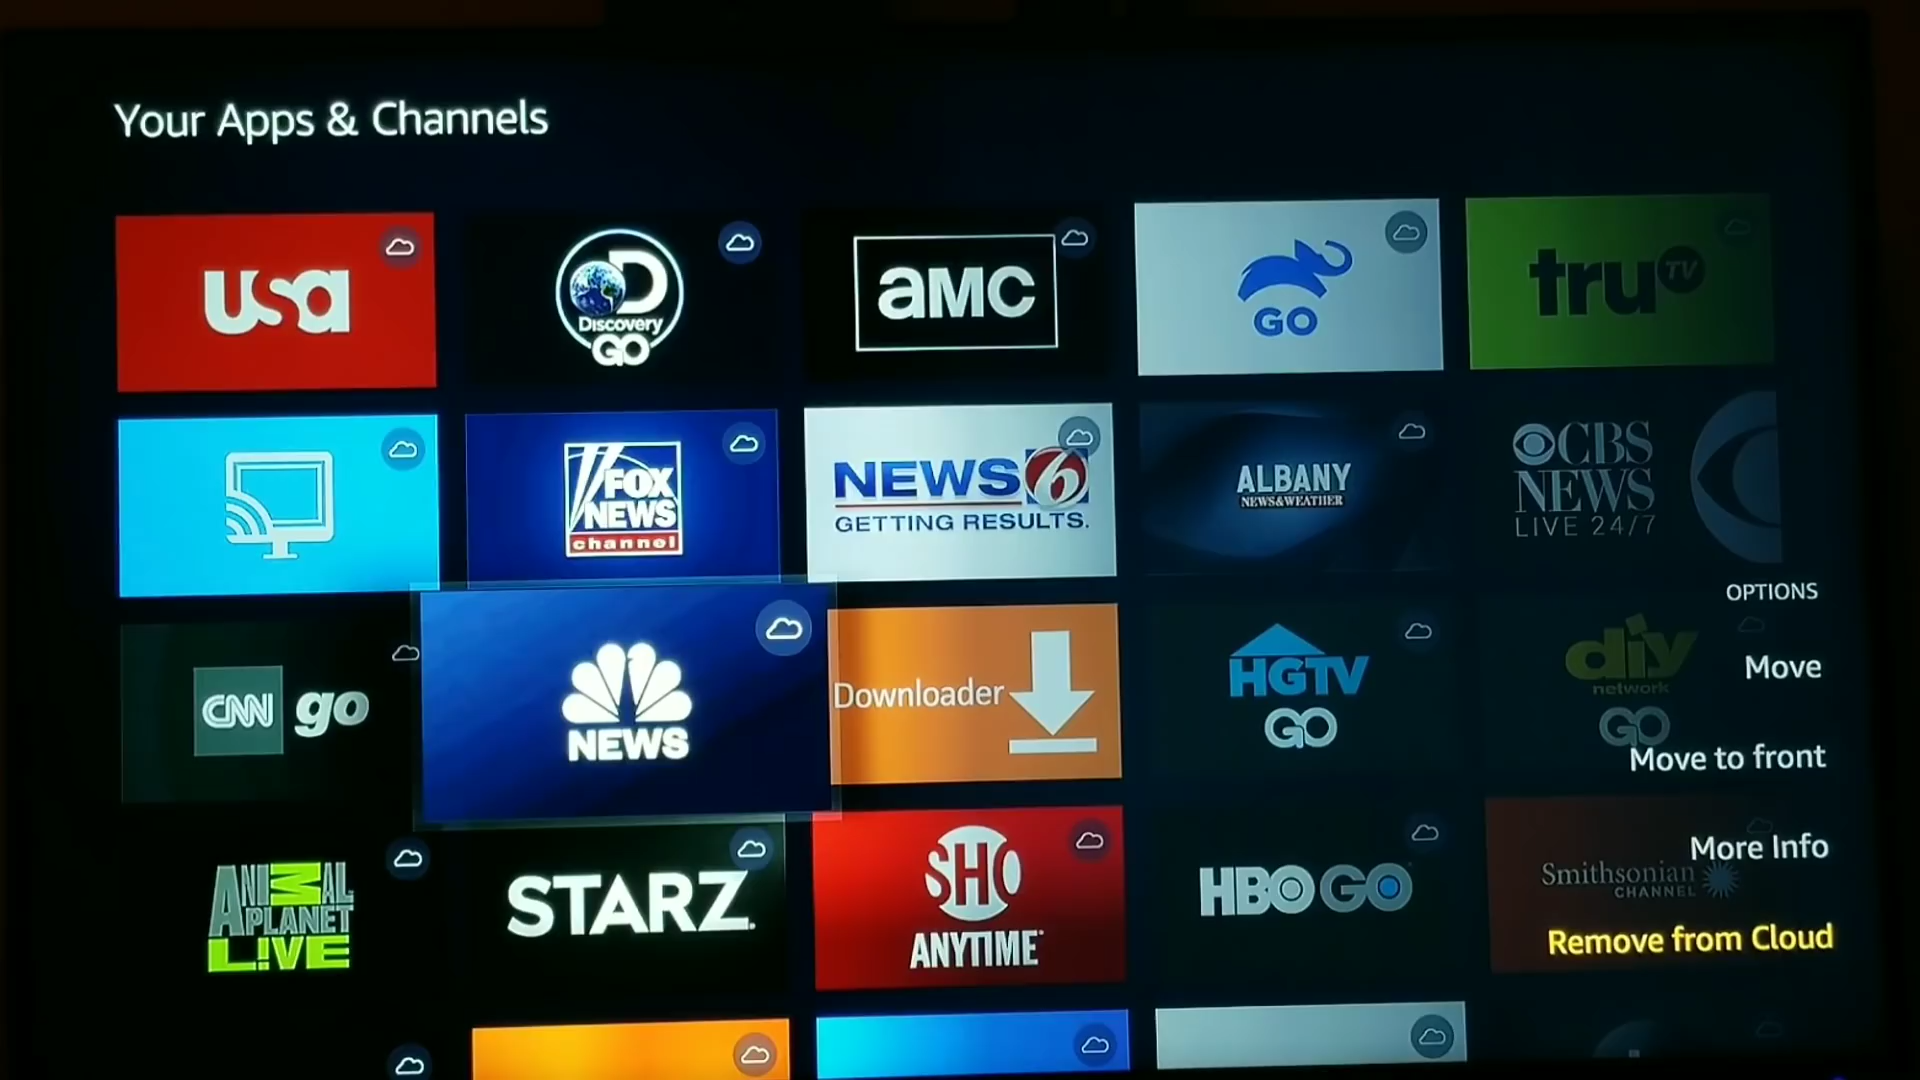 Your Apps & Channels
usa
Discovery
GO
aMC
GO
tru TV
FOX
NEWS
channel
NEWS 6
GETTING RESULTS.
ALBANY
NEWS & WEATHER
CBS
NEWS
LIVE 24/7
OPTIONS
CNN go
NEWS
Downloader
HGTV
GO
diy
network
GO
Move
Move to front
ANIMAL
PLANET
L!VE
STARZ
SHO
ANYTIME
HBO GO
Smithsonian
CHANNEL
More Info
Remove from Cloud